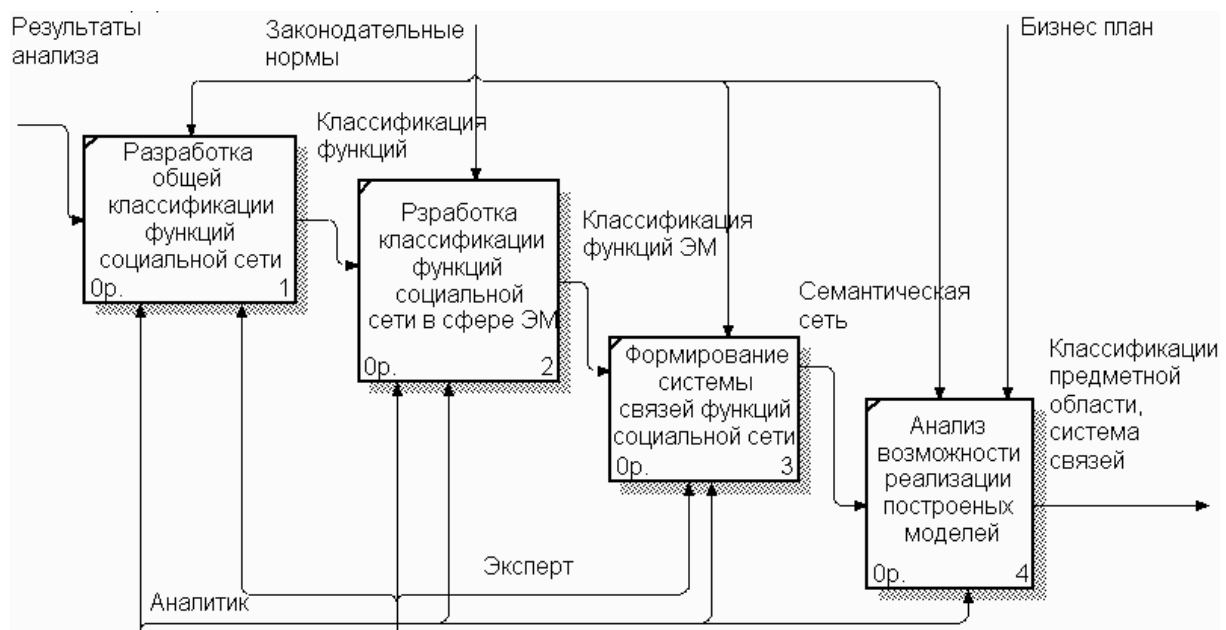 Результаты
анализа
Законодательные
нормы
Бизнес план
Классификация
функций
Разработка
общей
классификации
функций
социальной сети
0р. 1
Рзработка
классификации
функций
социальной
сети в сфере ЭМ
0р. 2
Классификация
функций ЭМ
Семантическая
сеть
Формирование
системы
связей функций
социальной сети
0р. 3
Классификации
предметной
области,
система
связей
Анализ
возможности
реализации
построеных
моделей
0р. 4
Эксперт
Аналитик